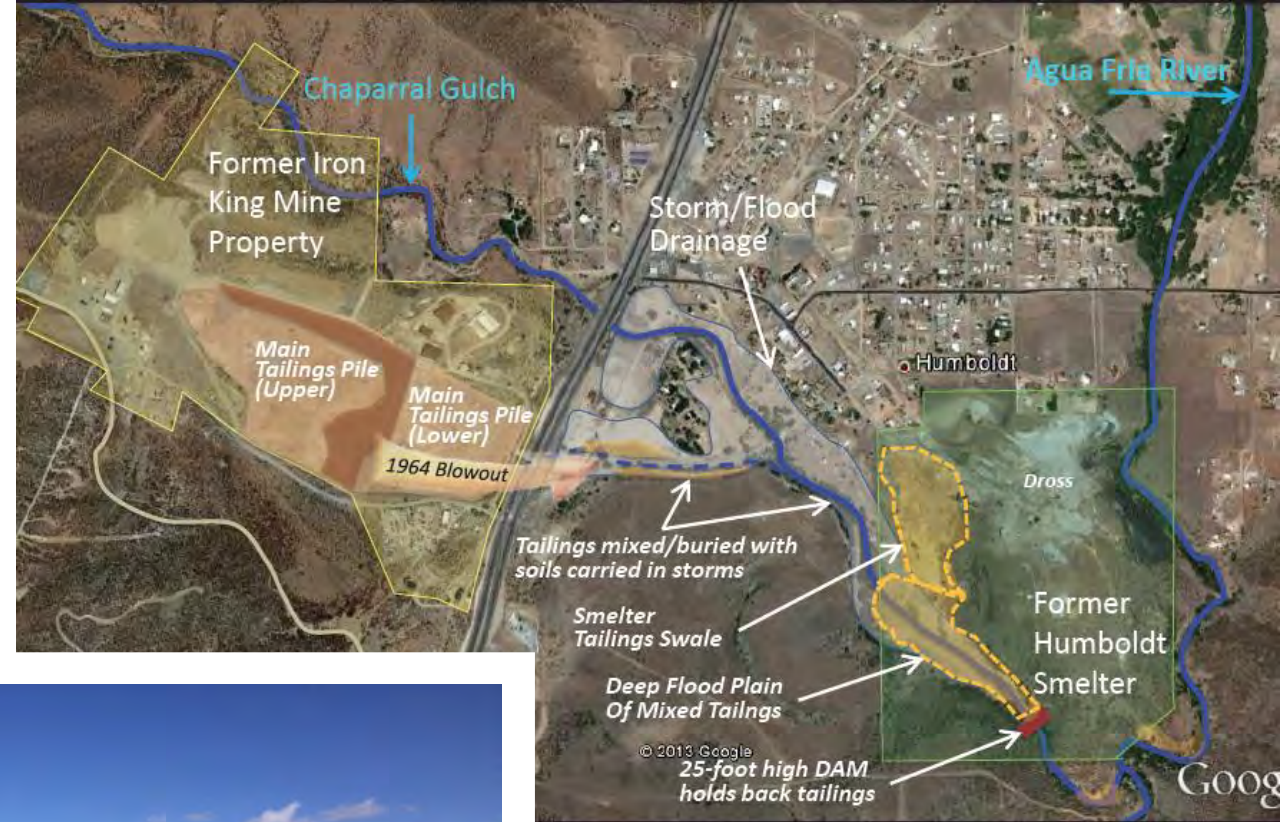 Chaparral Gulch
Agua Fria River
Former Iron
King Mine
Property
Storm/Flood
Drainage
Main
Tailings Pile
(Upper)
Main
Tailings Pile
(Lower)
1964 Blowout
Humboldt
Dross
Tailings mixed/buried with
soils carried in storms
Smelter
Tailings Swale
Former
Humboldt
Smelter
Deep Flood Plain
Of Mixed Tailngs
© 2013 Google
25-foot high DAM
holds back tailings
Goog